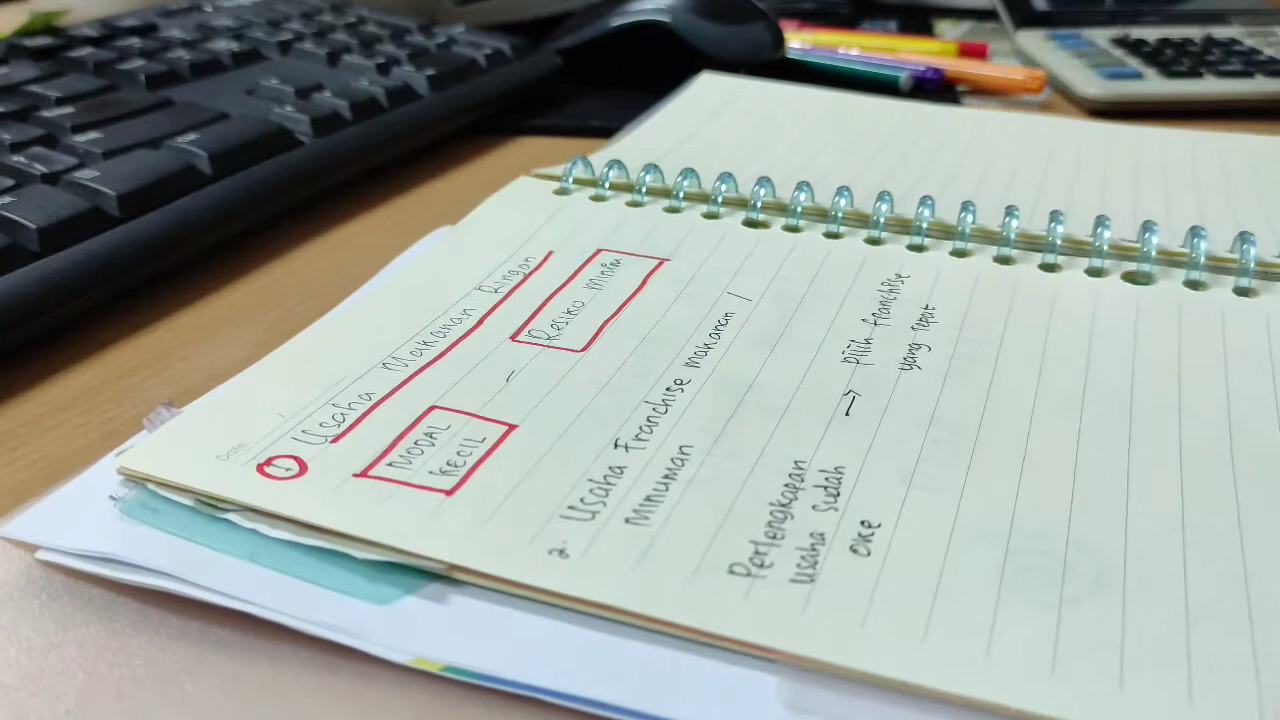 Date
1 Usaha Makanan Ringan
MODAL
KECIL
- Resiko Minim
2. Usaha Franchise makanan /
minuman
Perlengkapan
usaha sudah
oke
→ Pilih franchise
yang tepat